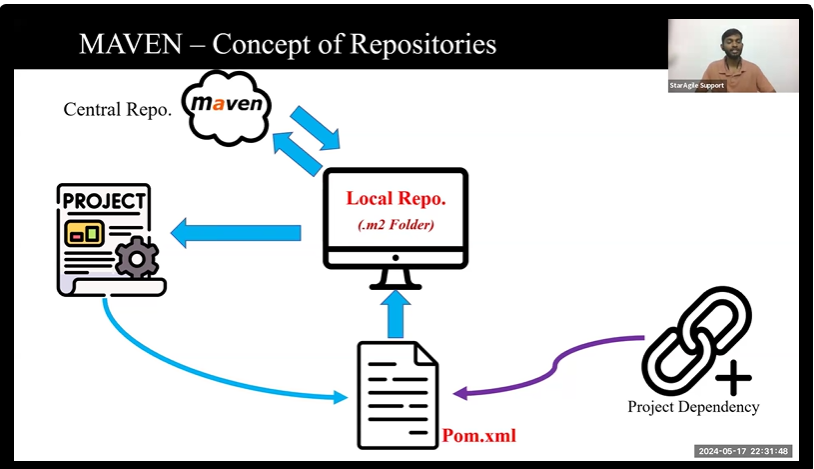 MAVEN – Concept of Repositories
StarAgile Support
Central Repo.
maven
PROJECT
Local Repo.
(.m2 Folder)
Project Dependency
Pom.xml
2024-05-17 22:31:48